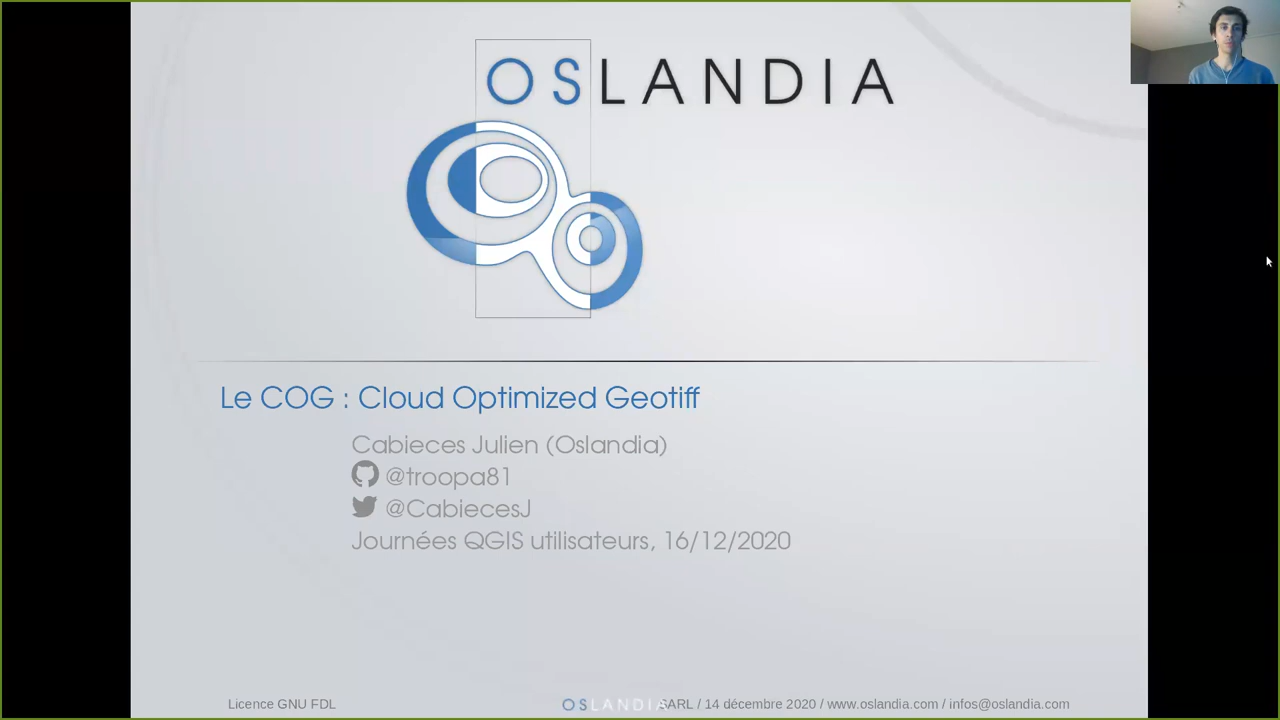 OSLANDIA
Le COG : Cloud Optimized Geotiff
Cabieces Julien (Oslandia)
@troopa81
@CabiecesJ
Journées QGIS utilisateurs, 16/12/2020
Licence GNU FDL
OSLANDIA SARL / 14 décembre 2020 / www.oslandia.com / infos@oslandia.com